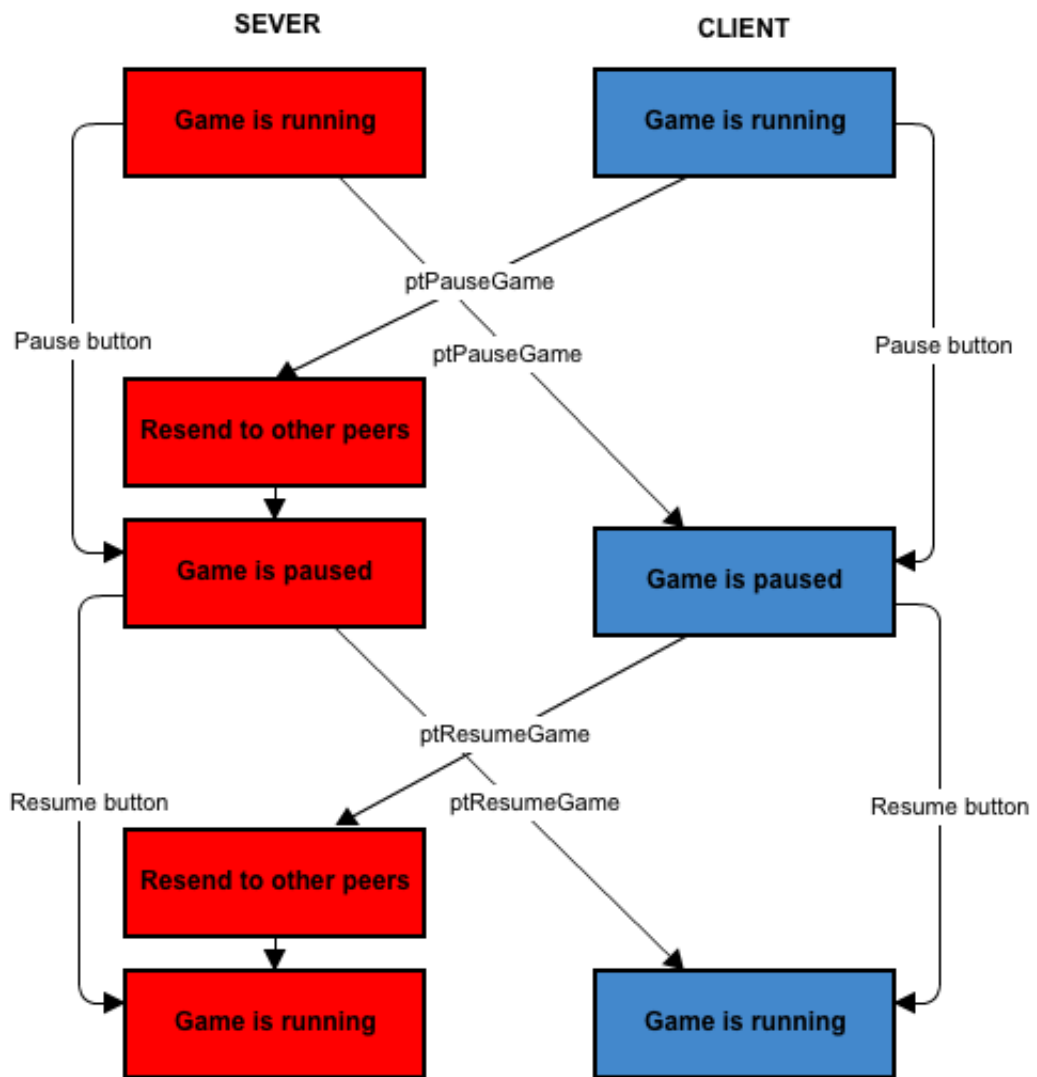 SEVER
CLIENT
Game is running
Game is running
ptPauseGame
Pause button
Pause button
ptPauseGame
Resend to other peers
Game is paused
Game is paused
ptResumeGame
Resume button
ptResumeGame
Resume button
Resend to other peers
Game is running
Game is running